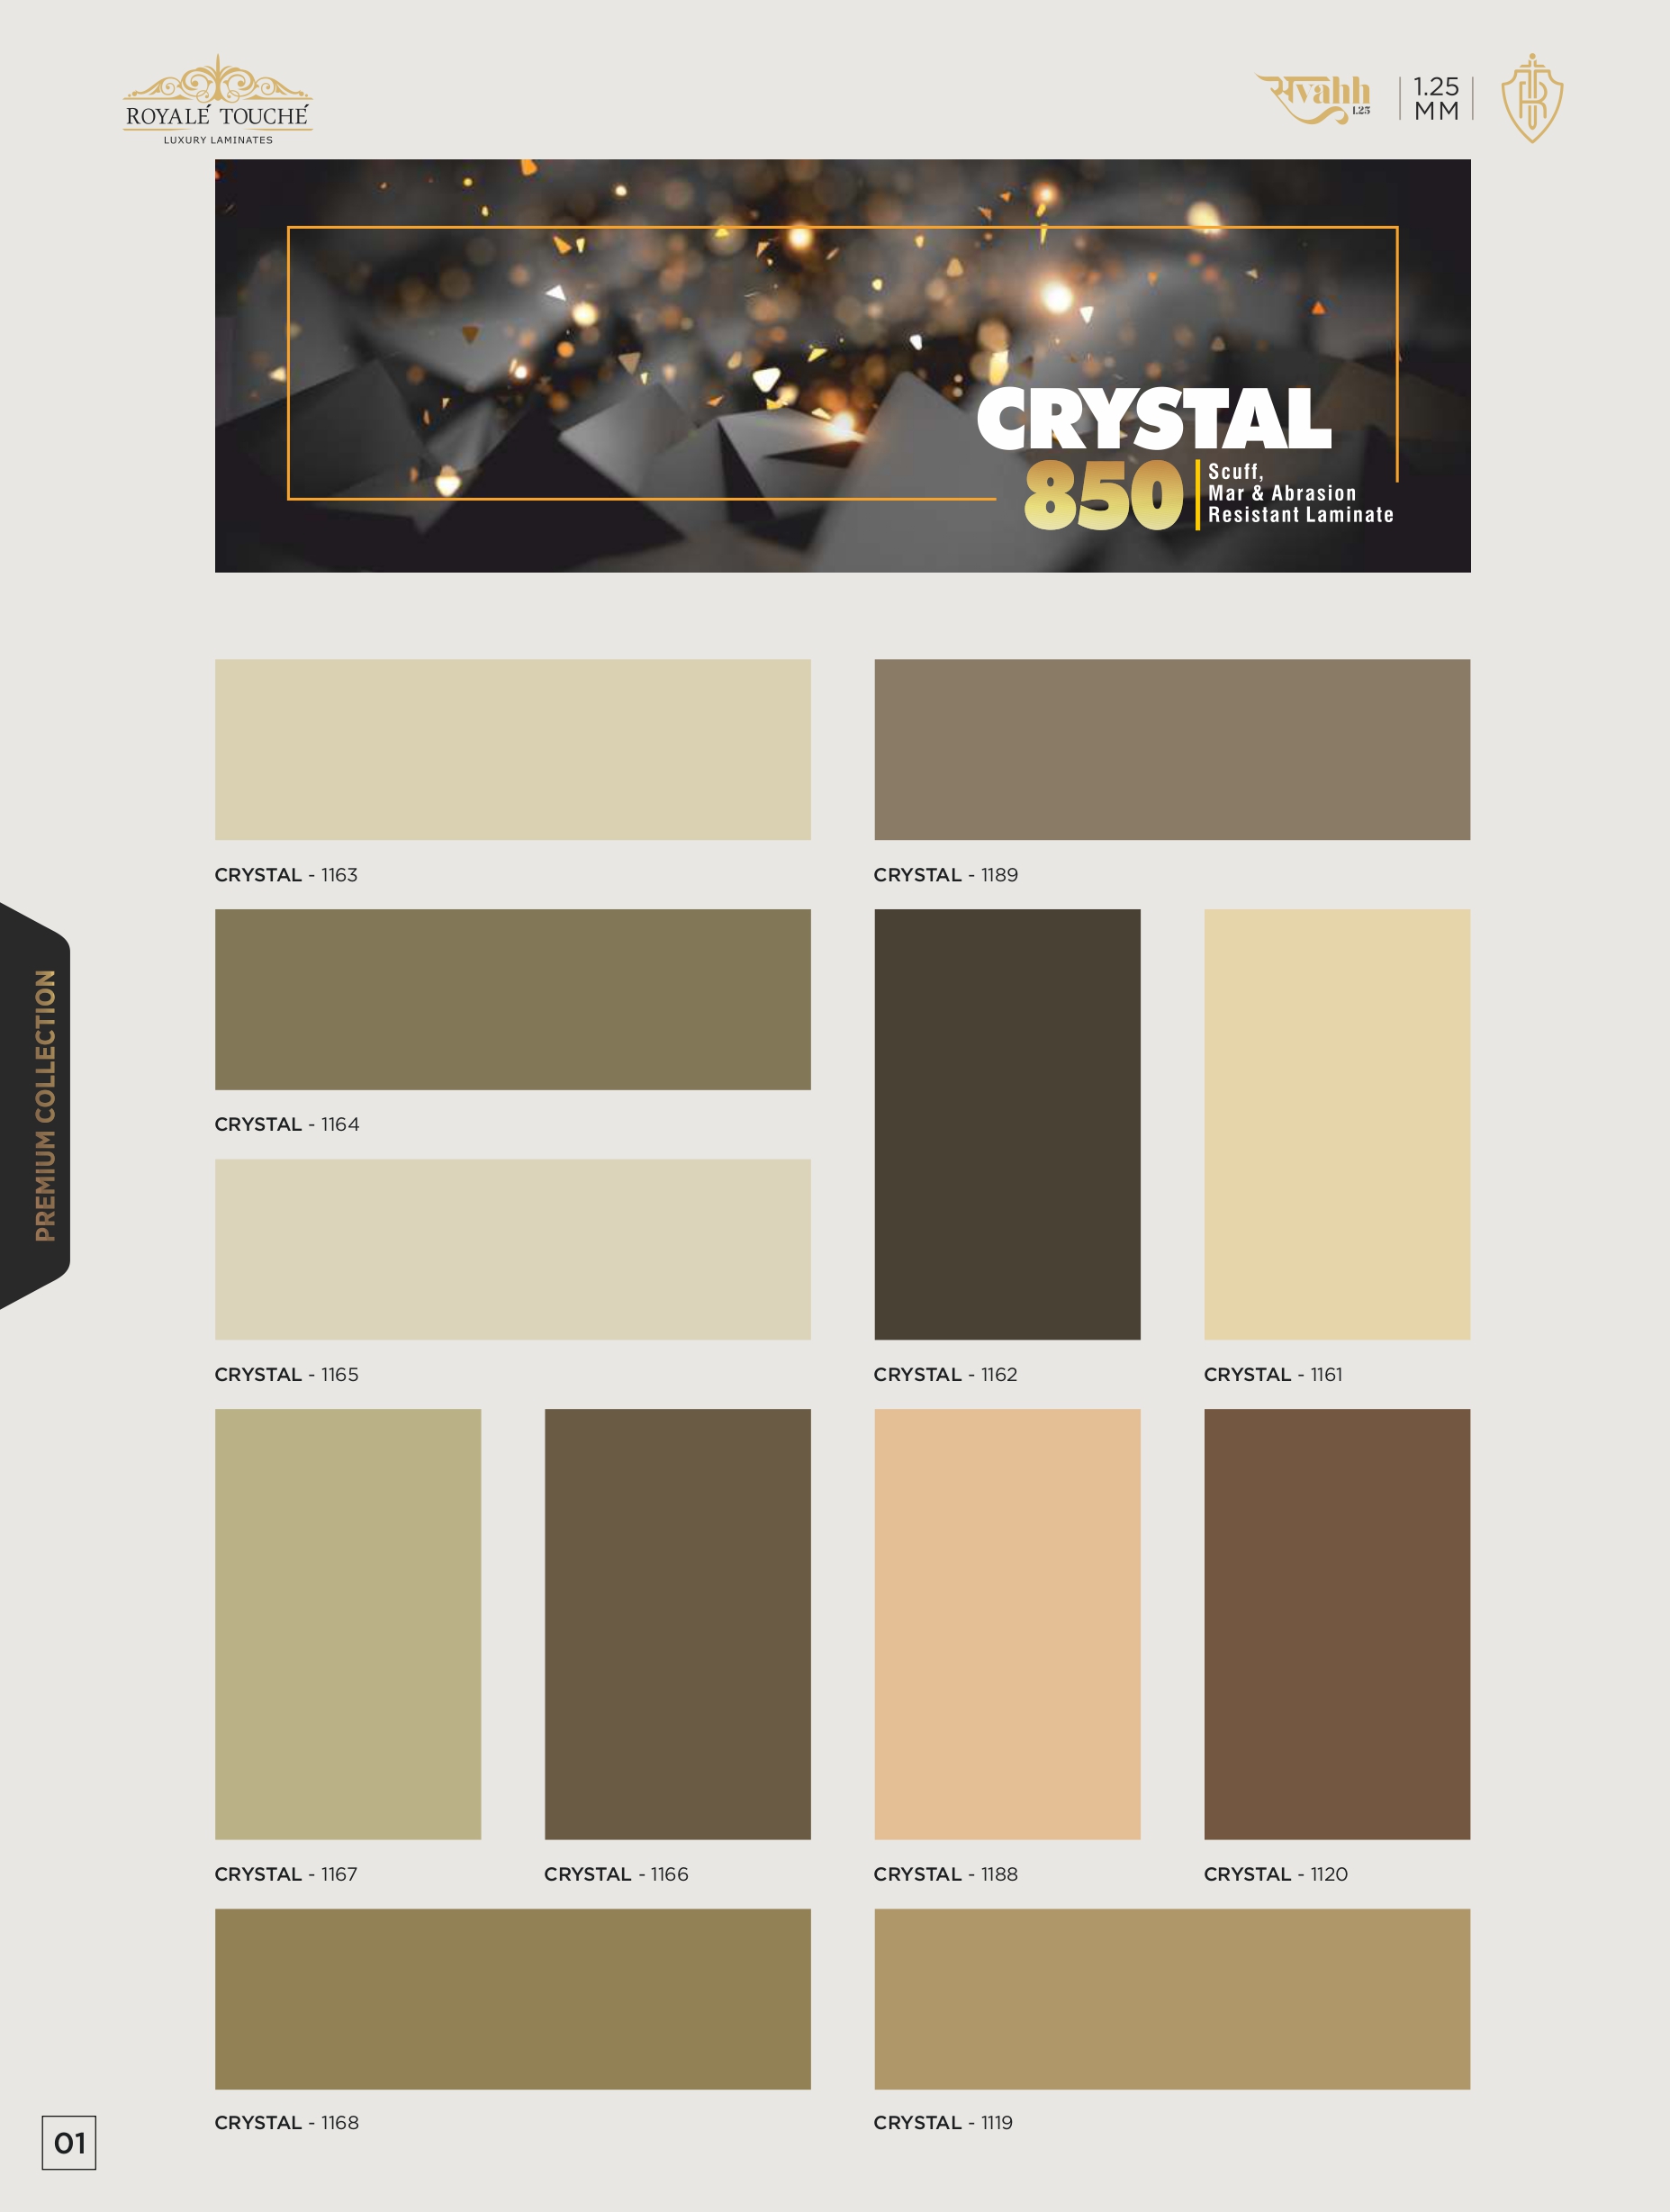 ROYALÉ TOUCHÉ
LUXURY LAMINATES
सvahh
1.25
1.25
MM
CRYSTAL
850
Scuff,
Mar & Abrasion
Resistant Laminate
CRYSTAL - 1163
CRYSTAL - 1189
CRYSTAL - 1164
CRYSTAL - 1165
CRYSTAL - 1162
CRYSTAL - 1161
PREMIUM COLLECTION
CRYSTAL - 1167
CRYSTAL - 1166
CRYSTAL - 1188
CRYSTAL - 1120
CRYSTAL - 1168
CRYSTAL - 1119
01